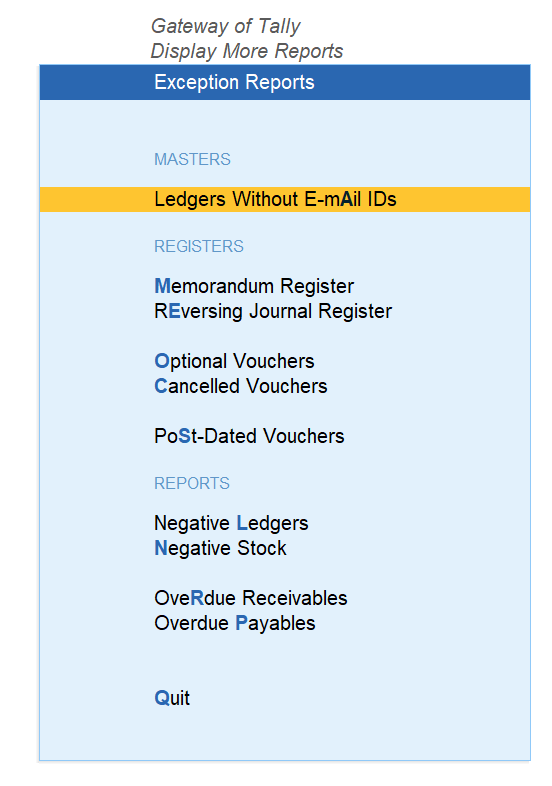 Gateway of Tally
Display More Reports
Exception Reports
MASTERS
Ledgers Without E-mAil IDs
REGISTERS
Memorandum Register
REversing Journal Register
Optional Vouchers
Cancelled Vouchers
PoSt-Dated Vouchers
REPORTS
Negative Ledgers
Negative Stock
OveRdue Receivables
Overdue Payables
Quit